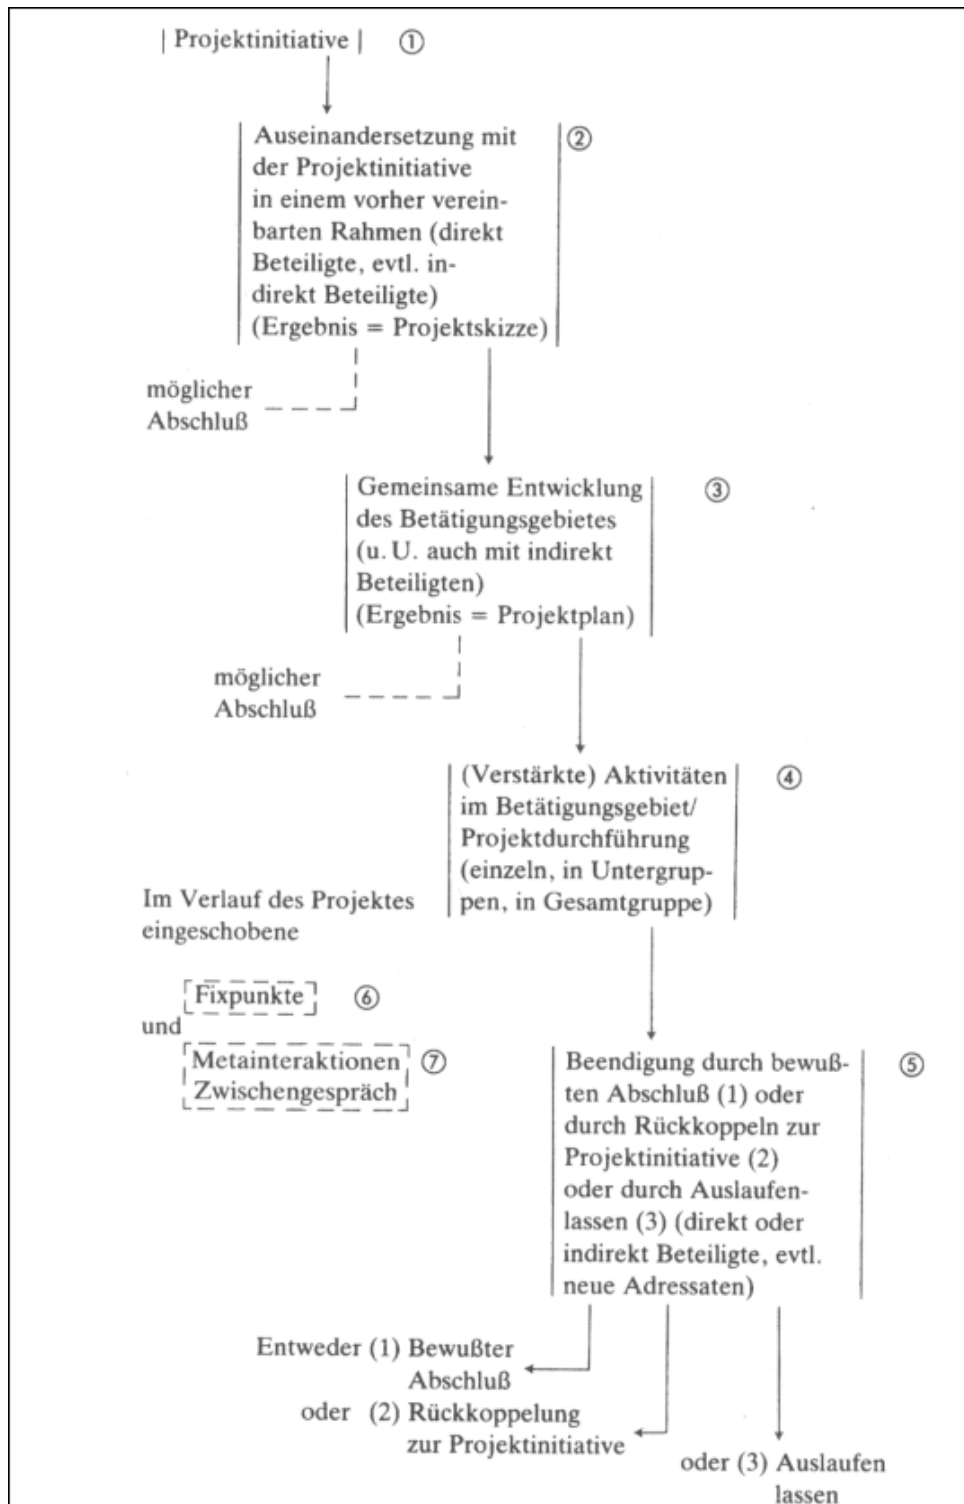 Projektinitiative ①
Auseinandersetzung mit ②
der Projektinitiative
in einem vorher verein-
barten Rahmen (direkt
Beteiligte, evtl. in-
direkt Beteiligte)
(Ergebnis = Projektskizze)
möglicher
Abschluß
Gemeinsame Entwicklung ③
des Betätigungsgebietes
(u. U. auch mit indirekt
Beteiligten)
(Ergebnis = Projektplan)
möglicher
Abschluß
(Verstärkte) Aktivitäten ④
im Betätigungsgebiet/
Projektdurchführung
(einzeln, in Untergrup-
pen, in Gesamtgruppe)
Im Verlauf des Projektes
eingeschobene
Fixpunkte ⑥
und
Metainteraktionen ⑦
Zwischengespräch
Beendigung durch bewuß- ⑤
ten Abschluß (1) oder
durch Rückkoppeln zur
Projektinitiative (2)
oder durch Auslaufen-
lassen (3) (direkt oder
indirekt Beteiligte, evtl.
neue Adressaten)
Entweder (1) Bewußter
Abschluß
oder (2) Rückkoppelung
zur Projektinitiative
oder (3) Auslaufen
lassen